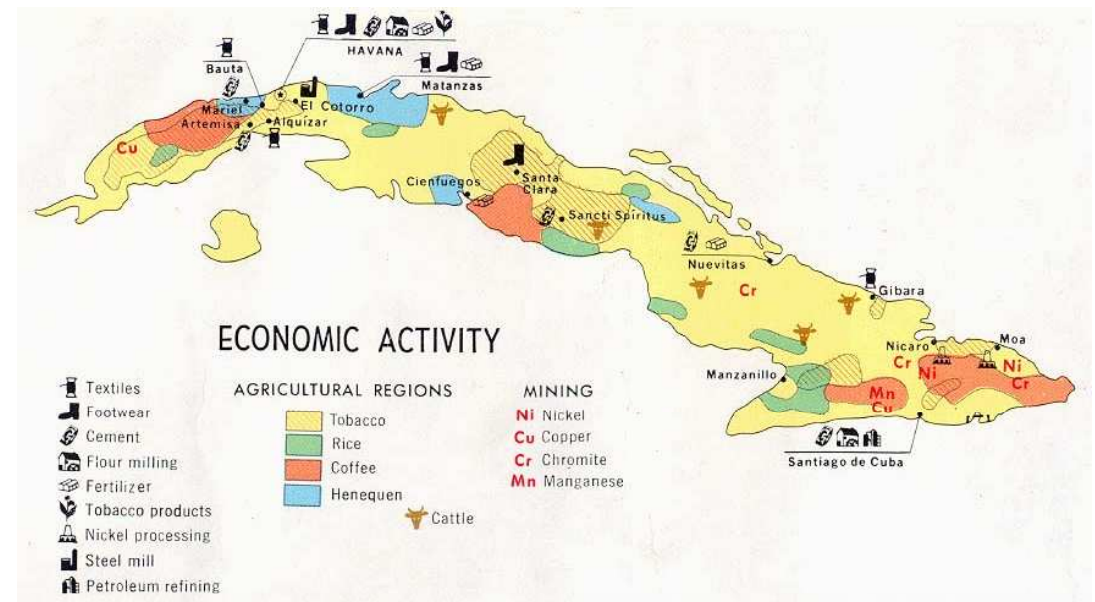 HAVANA
Bauta
Matanzas
Mariel
El Cotorro
Artemisa
Alquízar
Cu
Cienfuegos
Santa
Clara
Sancti Spíritus
Nuevitas
Cr
Gibara
Nicaro
Moa
Cr
Ni
Ni
Cr
Manzanillo
Mn
Cu
Santiago de Cuba
ECONOMIC ACTIVITY
Textiles
Footwear
Cement
Flour milling
Fertilizer
Tobacco products
Nickel processing
Steel mill
Petroleum refining
AGRICULTURAL REGIONS
Tobacco
Rice
Coffee
Henequen
Cattle
MINING
Ni Nickel
Cu Copper
Cr Chromite
Mn Manganese